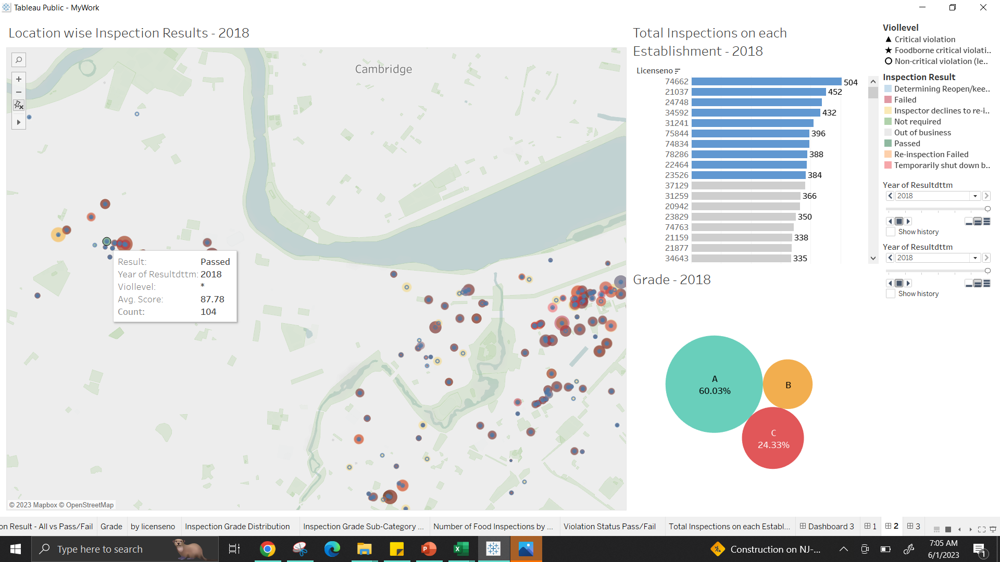 Tableau Public - MyWork
Location wise Inspection Results - 2018
Cambridge
Result: Passed
Year of Resultdttm: 2018
Viollevel: *
Avg. Score: 87.78
Count: 104
© 2023 Mapbox © OpenStreetMap
Total Inspections on each
Establishment - 2018
Licenseno
74662 504
21037 452
24748
34592 432
31241
75844 396
74834
78286 388
22464
23526 384
37129
31259 366
20942
23829 350
74763
21159 338
21877
34643 335
Grade - 2018
A
60.03%
B
C
24.33%
Viollevel
Critical violation
Foodborne critical violati..
Non-critical violation (le..
Inspection Result
Determining Reopen/kee..
Failed
Inspector declines to re-i..
Not required
Out of business
Passed
Re-inspection Failed
Temporarily shut down b..
Year of Resultdttm
2018
Show history
Year of Resultdttm
2018
Show history
on Result - All vs Pass/Fail Grade by licenseno Inspection Grade Distribution Inspection Grade Sub-Category ... Number of Food Inspections by ... Violation Status Pass/Fail Total Inspections on each Establ... Dashboard 3 1 2 3
Type here to search
Construction on NJ-...
7:05 AM
6/1/2023
1